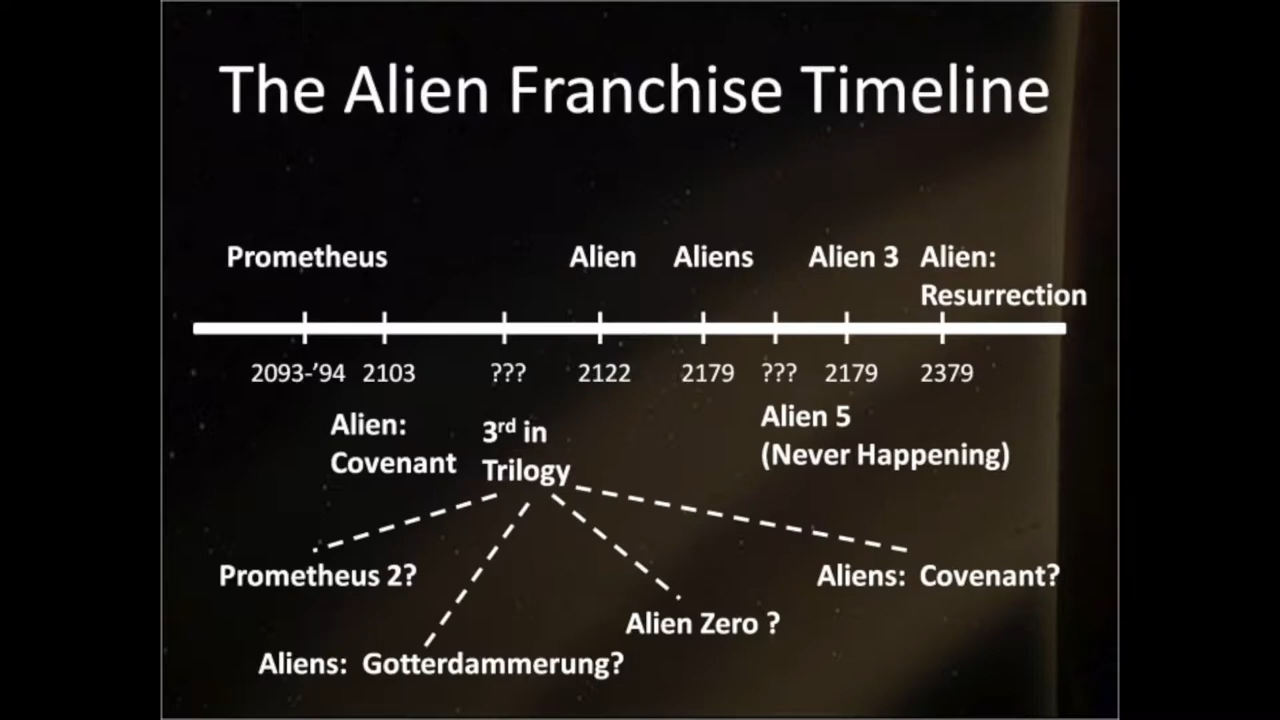 The Alien Franchise Timeline
Prometheus
Alien
Aliens
Alien 3
Alien:
Resurrection
2093-’94
2103
???
2122
2179
???
2179
2379
Alien:
Covenant
3rd in
Trilogy
Alien 5
(Never Happening)
Prometheus 2?
Aliens: Covenant?
Alien Zero ?
Aliens: Gotterdammerung?